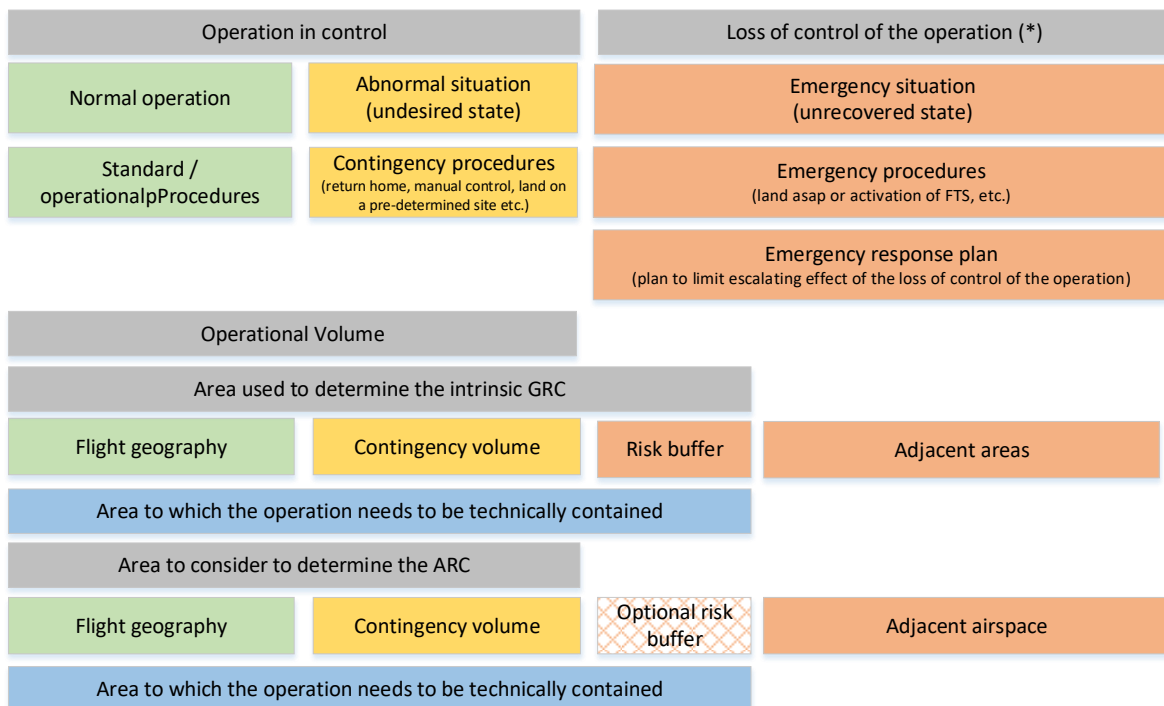 Operation in control
Loss of control of the operation (*)
Normal operation
Abnormal situation
(undesired state)
Emergency situation
(unrecovered state)
Standard /
operationalpProcedures
Contingency procedures
(return home, manual control, land on
a pre-determined site etc.)
Emergency procedures
(land asap or activation of FTS, etc.)
Emergency response plan
(plan to limit escalating effect of the loss of control of the operation)
Operational Volume
Area used to determine the intrinsic GRC
Flight geography
Contingency volume
Risk buffer
Adjacent areas
Area to which the operation needs to be technically contained
Area to consider to determine the ARC
Flight geography
Contingency volume
Optional risk
buffer
Adjacent airspace
Area to which the operation needs to be technically contained